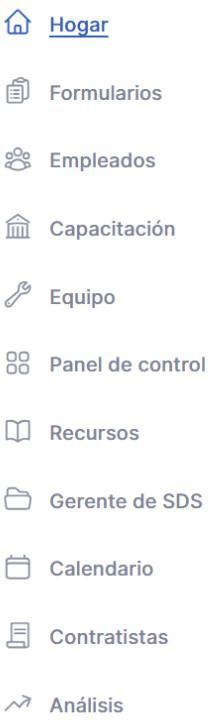 Hogar
Formularios
Empleados
Capacitación
Equipo
Panel de control
Recursos
Gerente de SDS
Calendario
Contratistas
Análisis